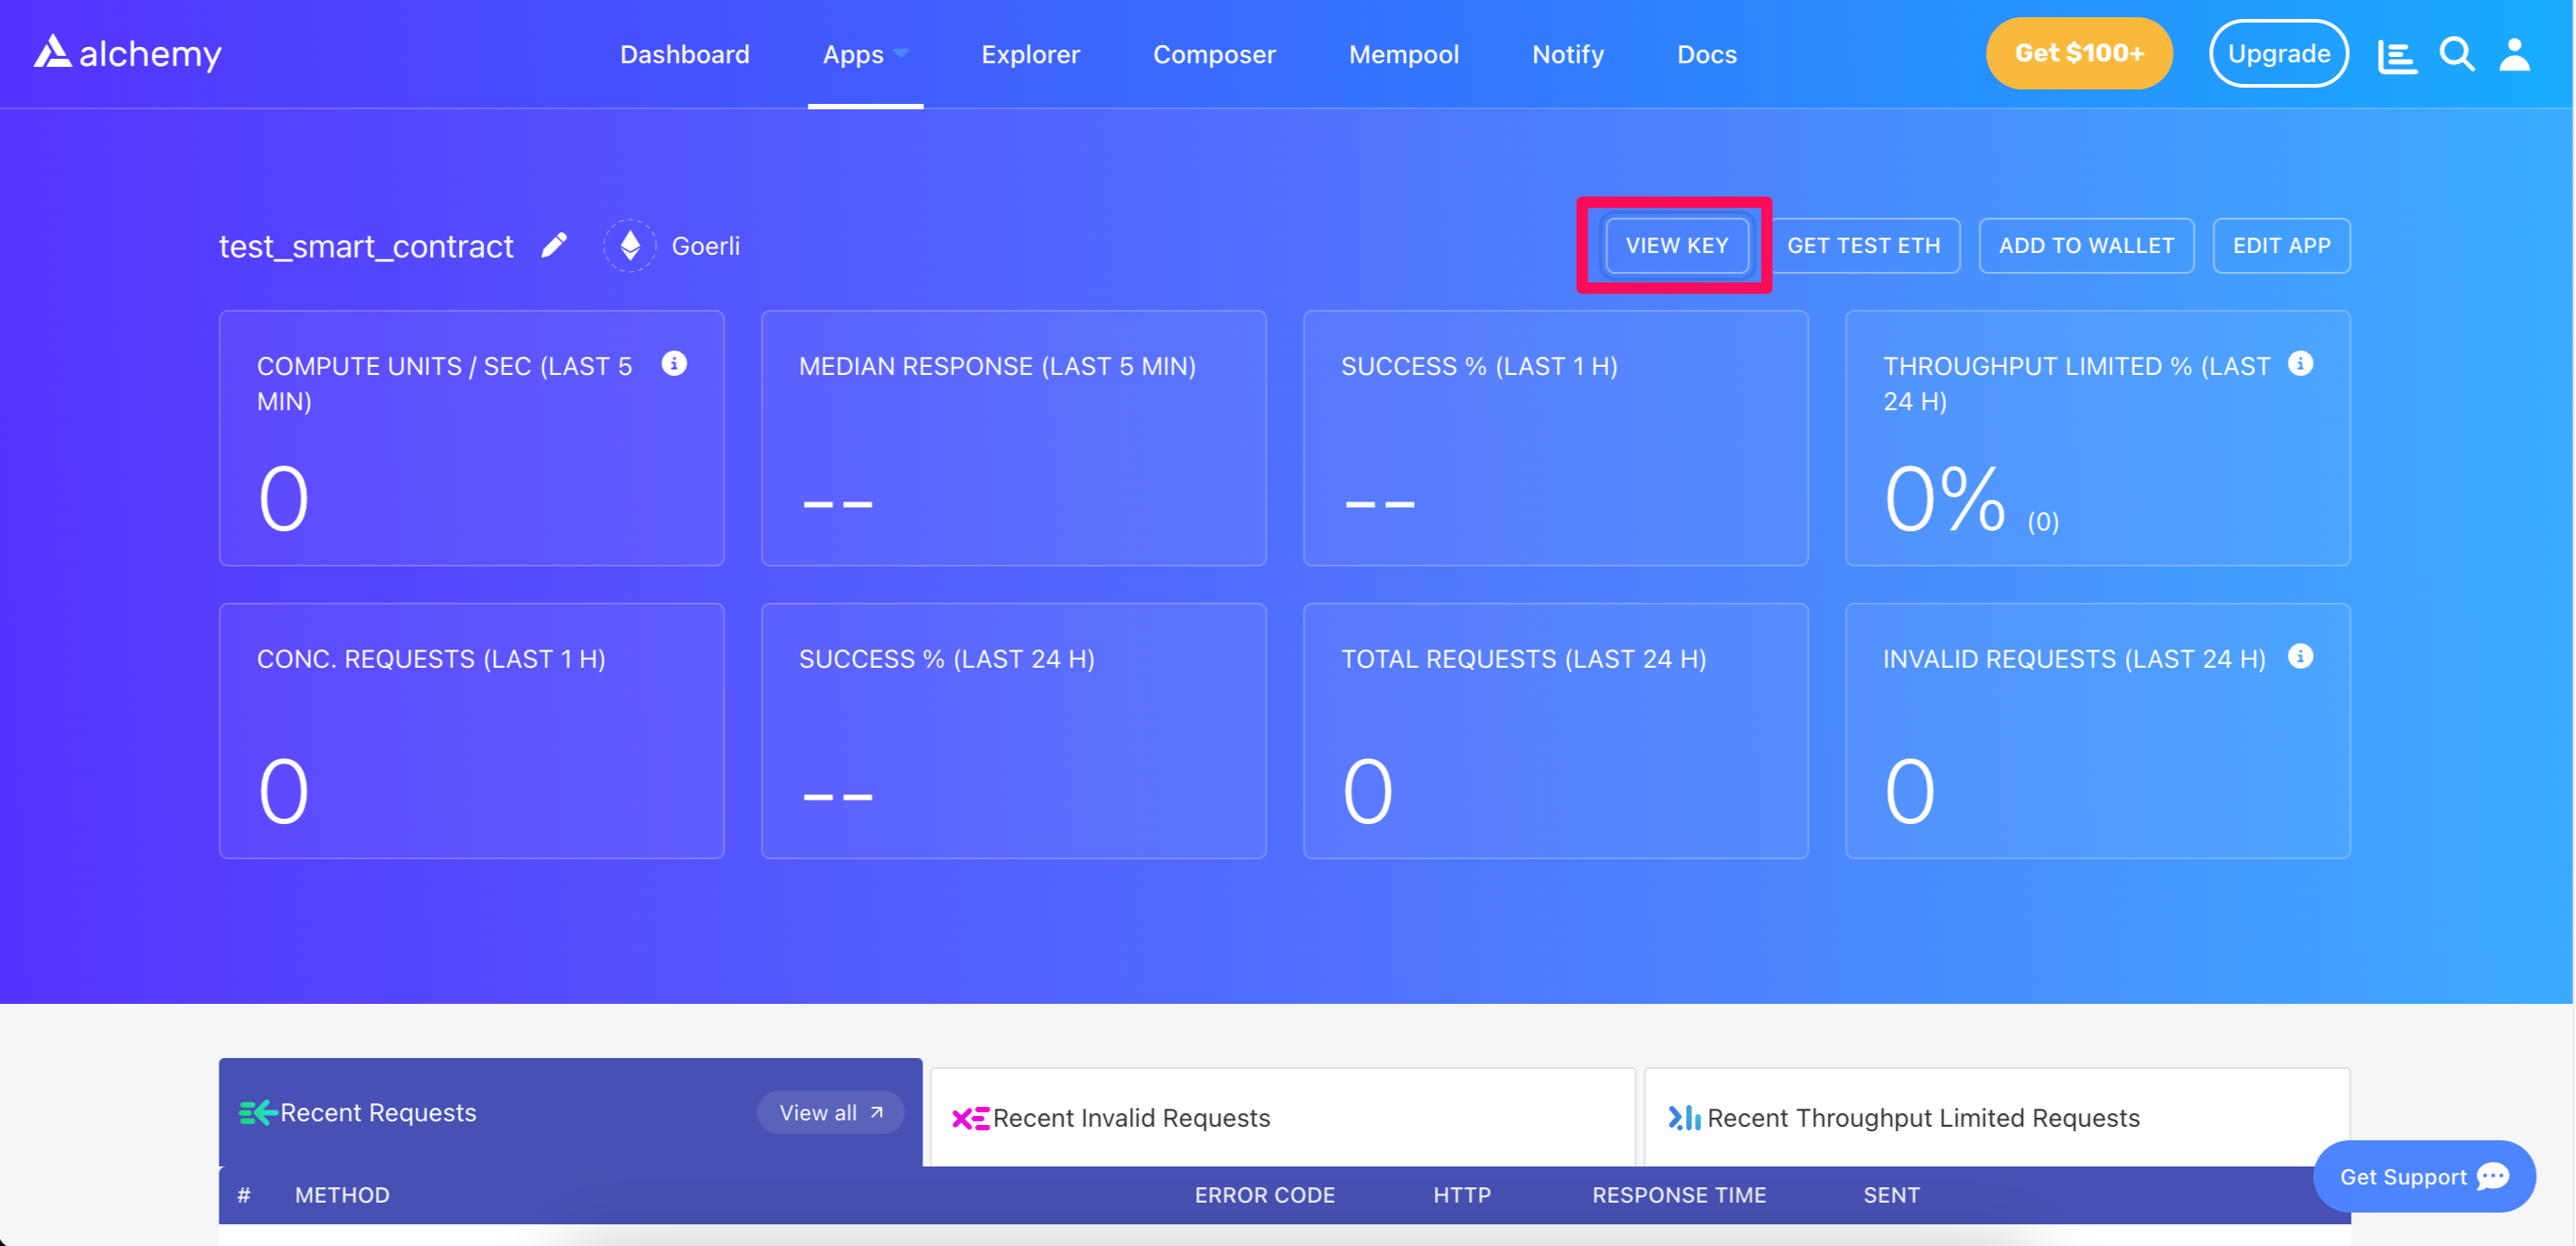 alchemy
Dashboard Apps Explorer Composer Mempool Notify Docs
Get $100+ Upgrade
test_smart_contract Goerli
VIEW KEY GET TEST ETH ADD TO WALLET EDIT APP
COMPUTE UNITS / SEC (LAST 5
MIN)
0
MEDIAN RESPONSE (LAST 5 MIN)
--
SUCCESS % (LAST 1 H)
--
THROUGHPUT LIMITED % (LAST
24 H)
0% (0)
CONC. REQUESTS (LAST 1 H)
0
SUCCESS % (LAST 24 H)
--
TOTAL REQUESTS (LAST 24 H)
0
INVALID REQUESTS (LAST 24 H)
0
Recent Requests View all
Recent Invalid Requests
Recent Throughput Limited Requests
# METHOD ERROR CODE HTTP RESPONSE TIME SENT
Get Support